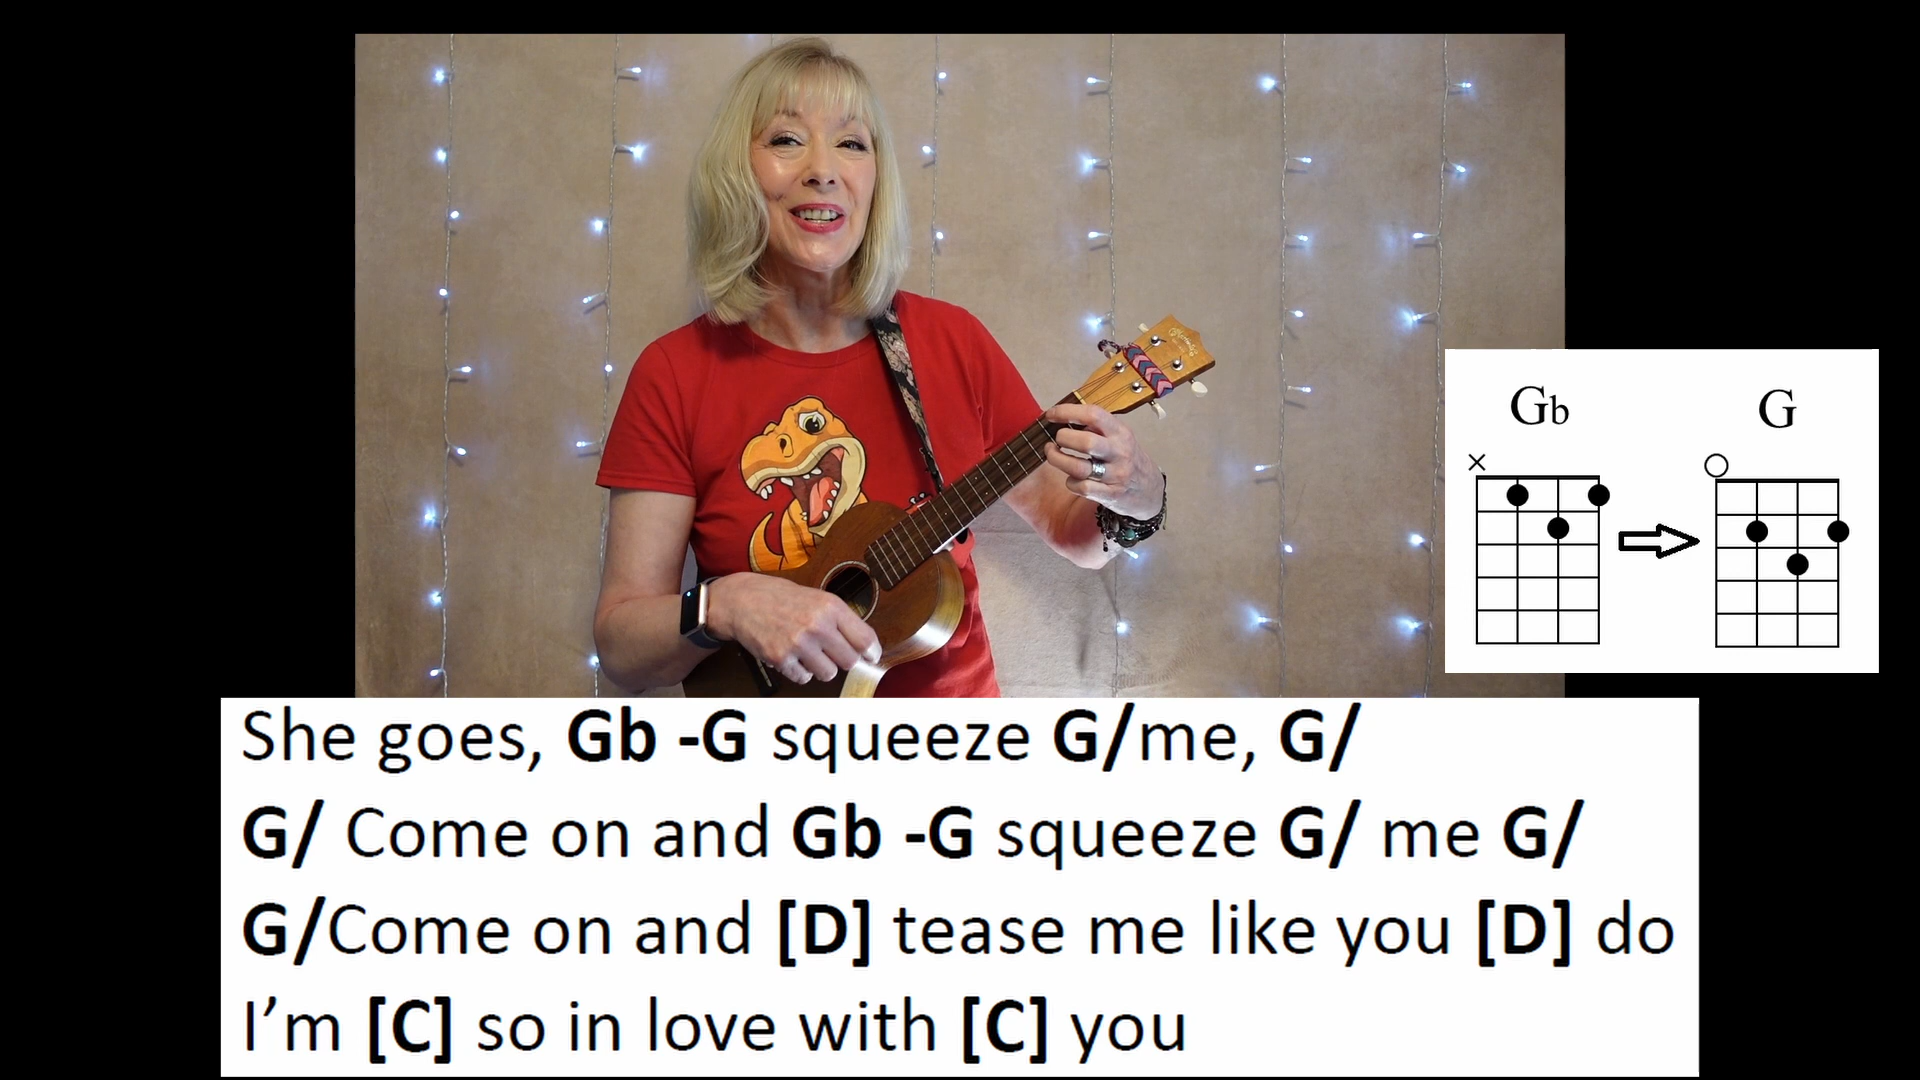 Gb G
She goes, Gb -G squeeze G/me, G/
G/ Come on and Gb -G squeeze G/ me G/
G/Come on and [D] tease me like you [D] do
I’m [C] so in love with [C] you